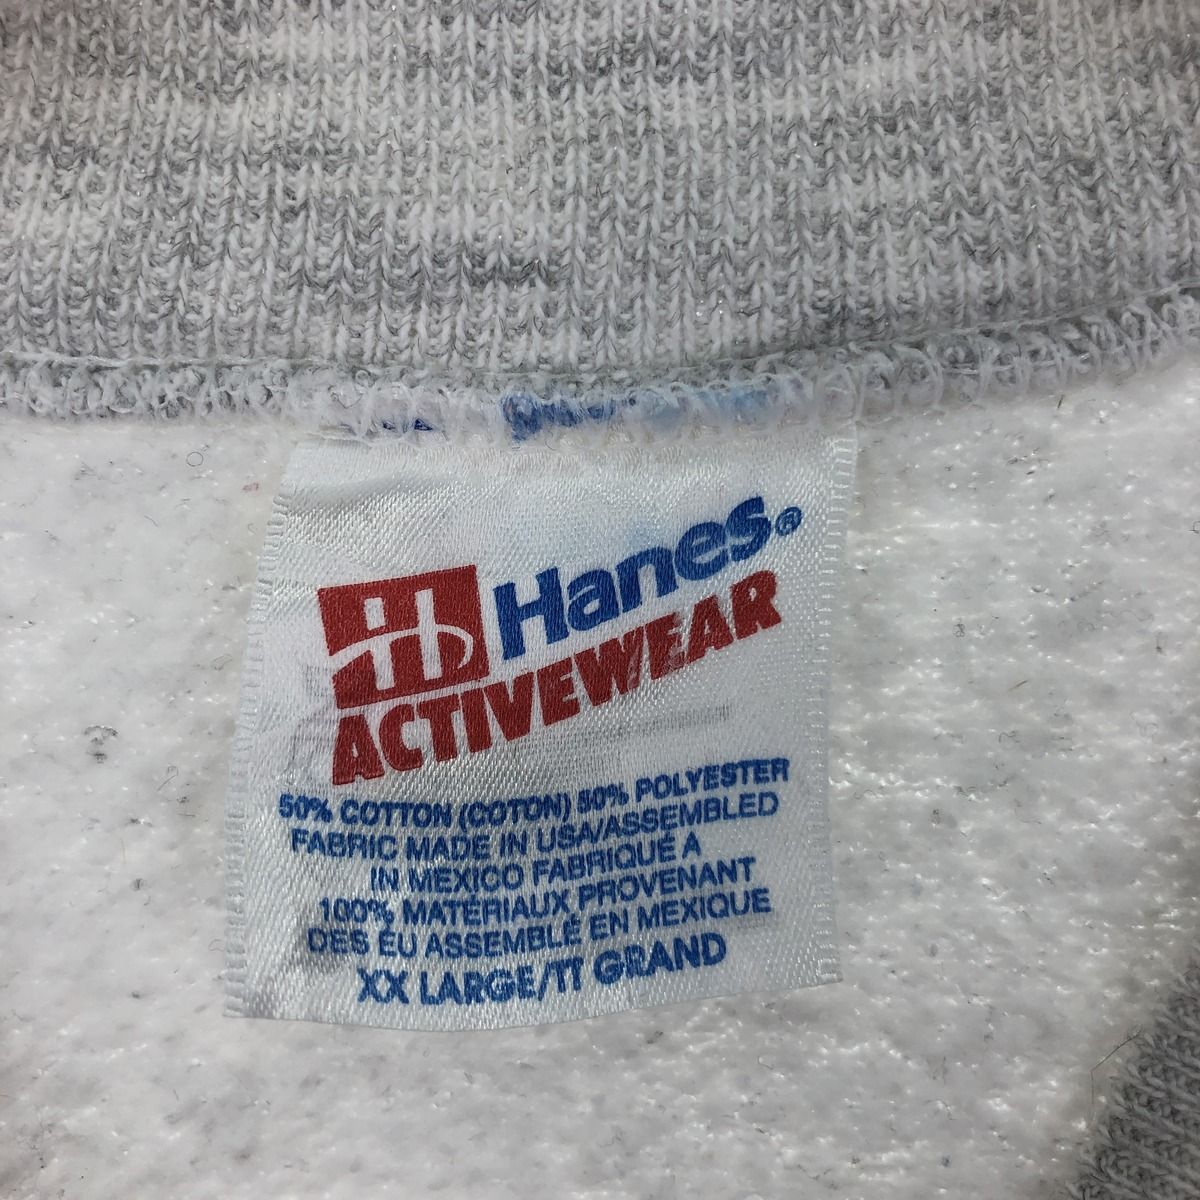 Hanes®
ACTIVEWEAR
50% COTTON (COTON) 50% POLYESTER
FABRIC MADE IN USA/ASSEMBLED
IN MEXICO FABRIQUÉ A
100% MATÉRIAUX PROVENANT
DES ÉU ASSEMBLÉ EN MEXIQUE
XX LARGE/TT GRAND